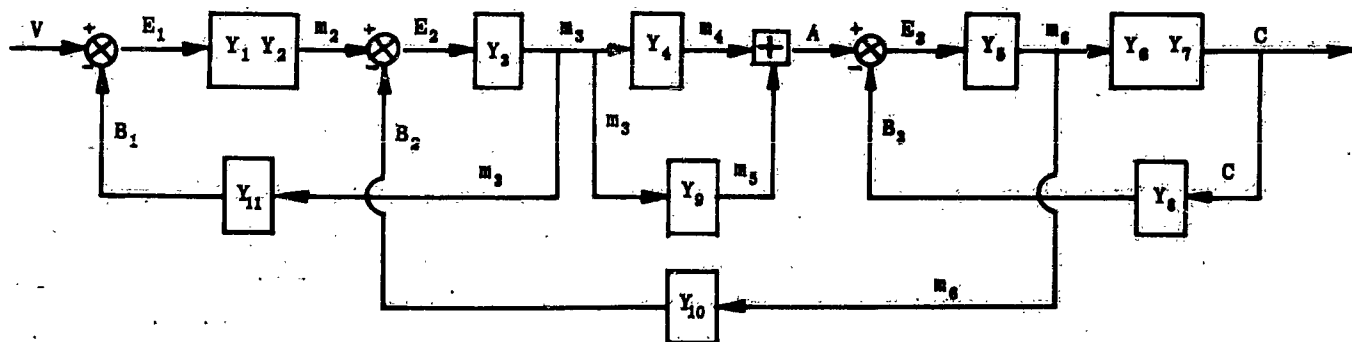 V + E₁ Y₁ Y₂ m₂ + E₂ Y₃ m₃ Y₄ m₄ + A + E₃ Y₅ m₆ Y₆ Y₇ C
- - -
B₁ B₂ m₃ B₃
Y₁₁ m₃ Y₉ m₅ Y₈ C
Y₁₀ m₆